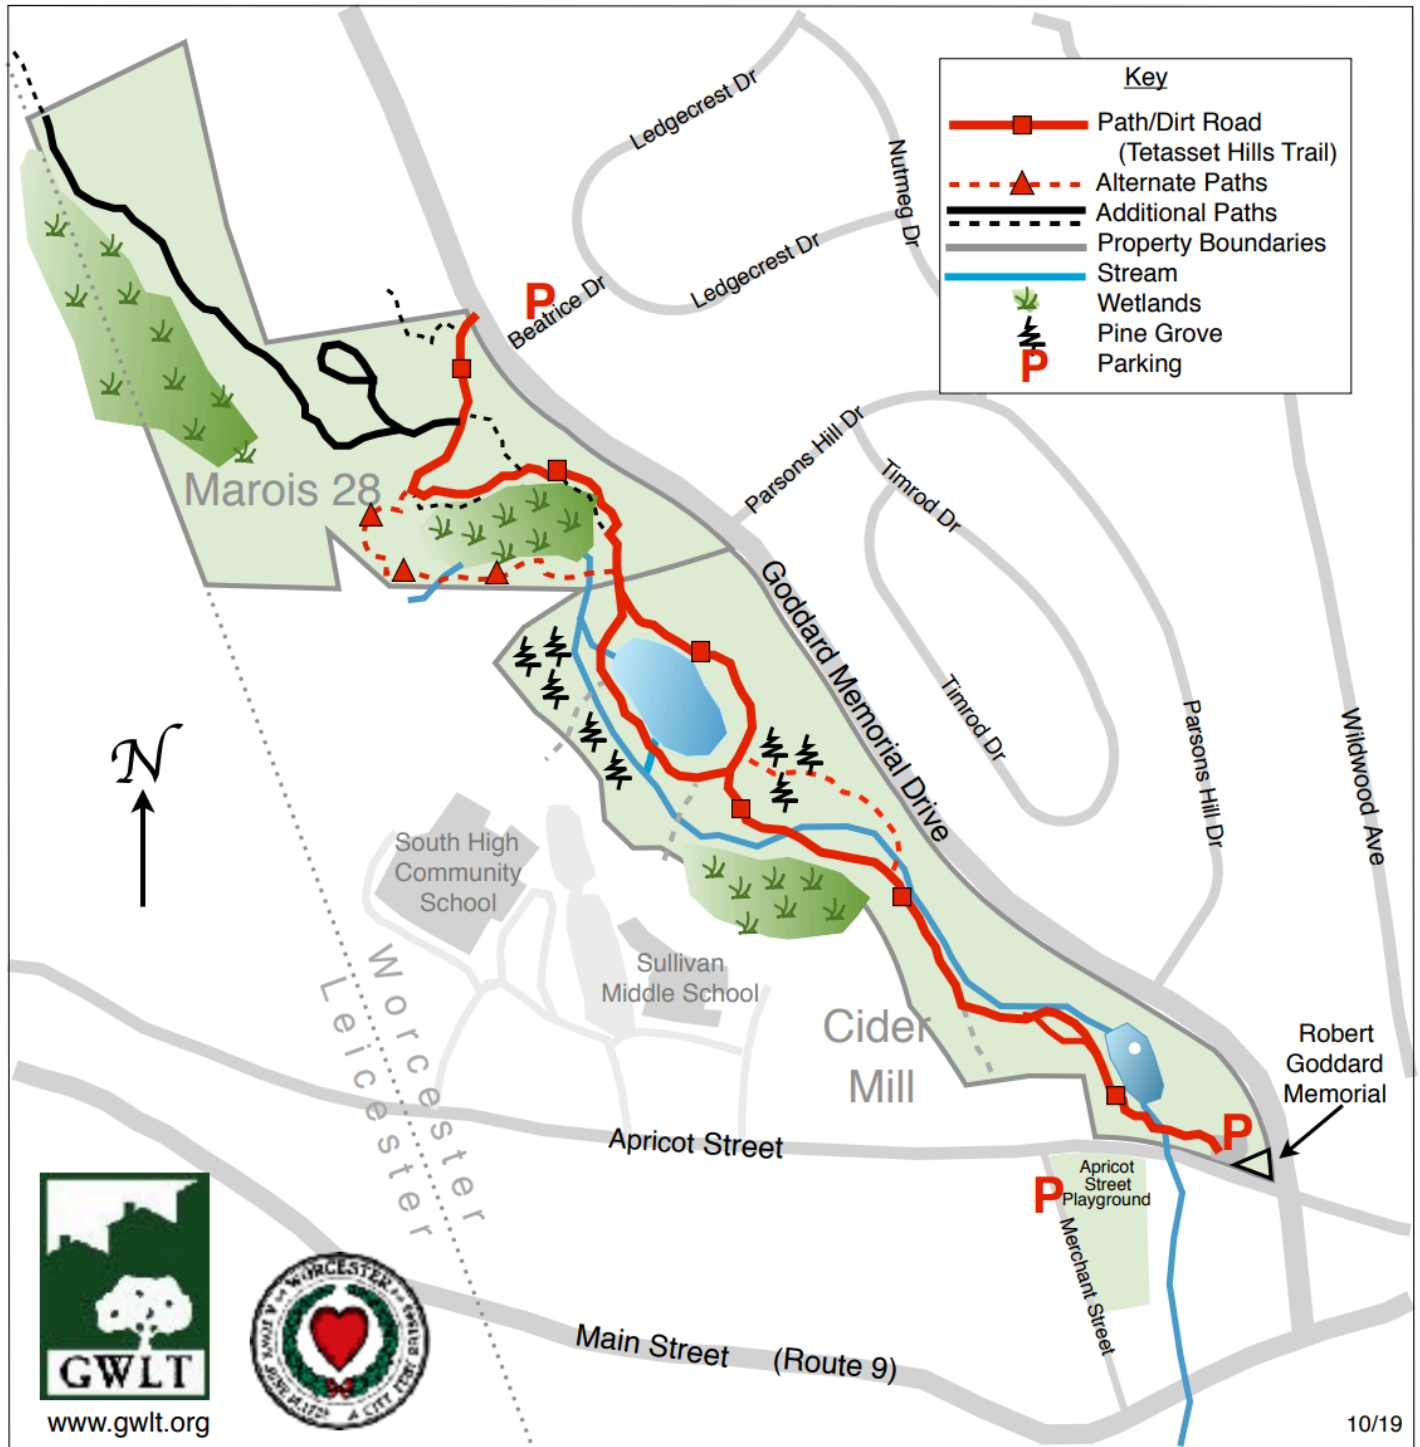 Key
Path/Dirt Road
(Tetasset Hills Trail)
Alternate Paths
Additional Paths
Property Boundaries
Stream
Wetlands
Pine Grove
P
Parking
Ledgecrest Dr
Nutmeg Dr
Ledgecrest Dr
P
Beatrice Dr
Parsons Hill Dr
Timrod Dr
Marois 28
Goddard Memorial Drive
Timrod Dr
Parsons Hill Dr
Wildwood Ave
N
South High
Community
School
Sullivan
Middle School
Worcester
Leicester
Cider
Mill
Robert
Goddard
Memorial
P
Apricot Street
P
Apricot
Street
Playground
Merchant Street
Main Street (Route 9)
GWLT
www.gwlt.org
WORCESTER
10/19